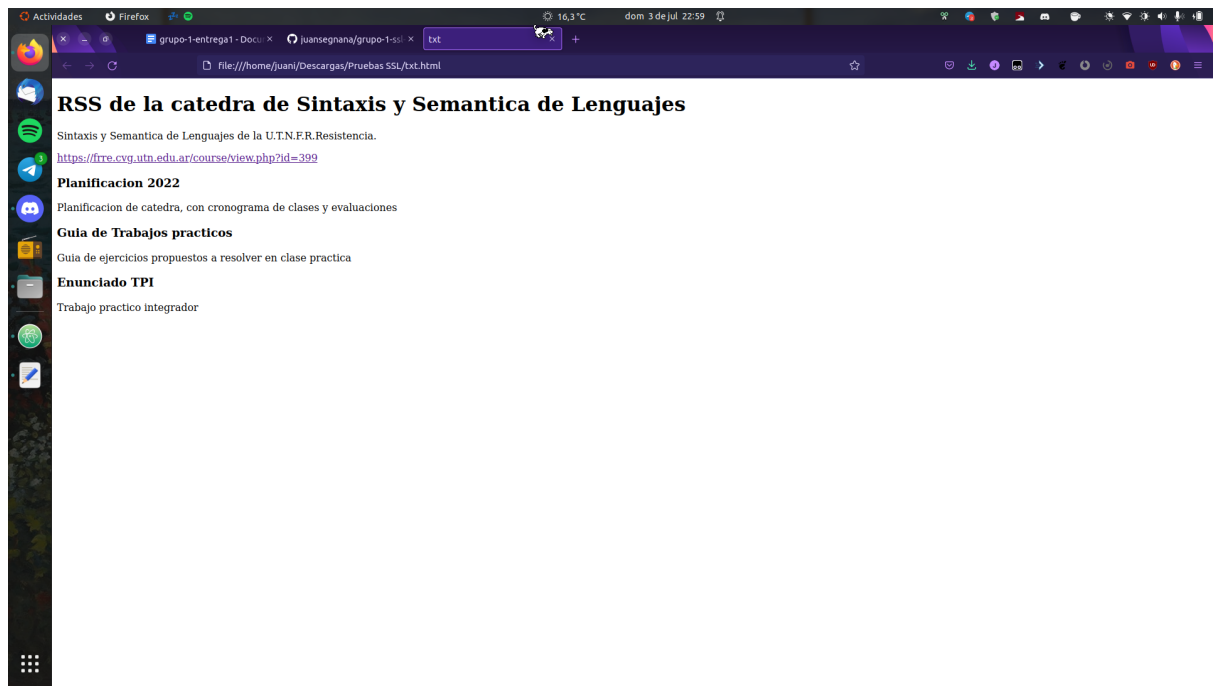 Actividades Firefox 16,3°C dom 3 de jul 22:59
grupo-1-entrega1 - Docu juansegnana/grupo-1-ssl txt
file:///home/juani/Descargas/Pruebas SSL/txt.html
RSS de la catedra de Sintaxis y Semantica de Lenguajes
Sintaxis y Semantica de Lenguajes de la U.T.N.F.R.Resistencia.
https://frre.cvg.utn.edu.ar/course/view.php?id=399
3
Planificacion 2022
Planificacion de catedra, con cronograma de clases y evaluaciones
Guia de Trabajos practicos
Guia de ejercicios propuestos a resolver en clase practica
Enunciado TPI
Trabajo practico integrador